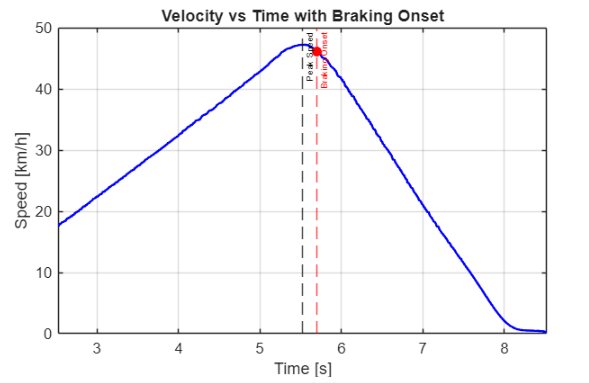 Velocity vs Time with Braking Onset
50
40
30
20
10
0
Speed [km/h]
Peak Speed
Braking Onset
3 4 5 6 7 8
Time [s]